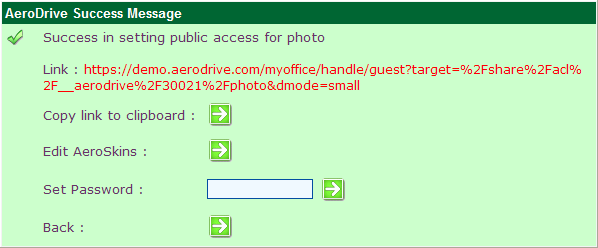 AeroDrive Success Message
Success in setting public access for photo
Link : https://demo.aerodrive.com/myoffice/handle/guest?target=%2Fshare%2Facl%
2F__aerodrive%2F30021%2Fphoto&dmode=small
Copy link to clipboard :
Edit AeroSkins :
Set Password :
Back :